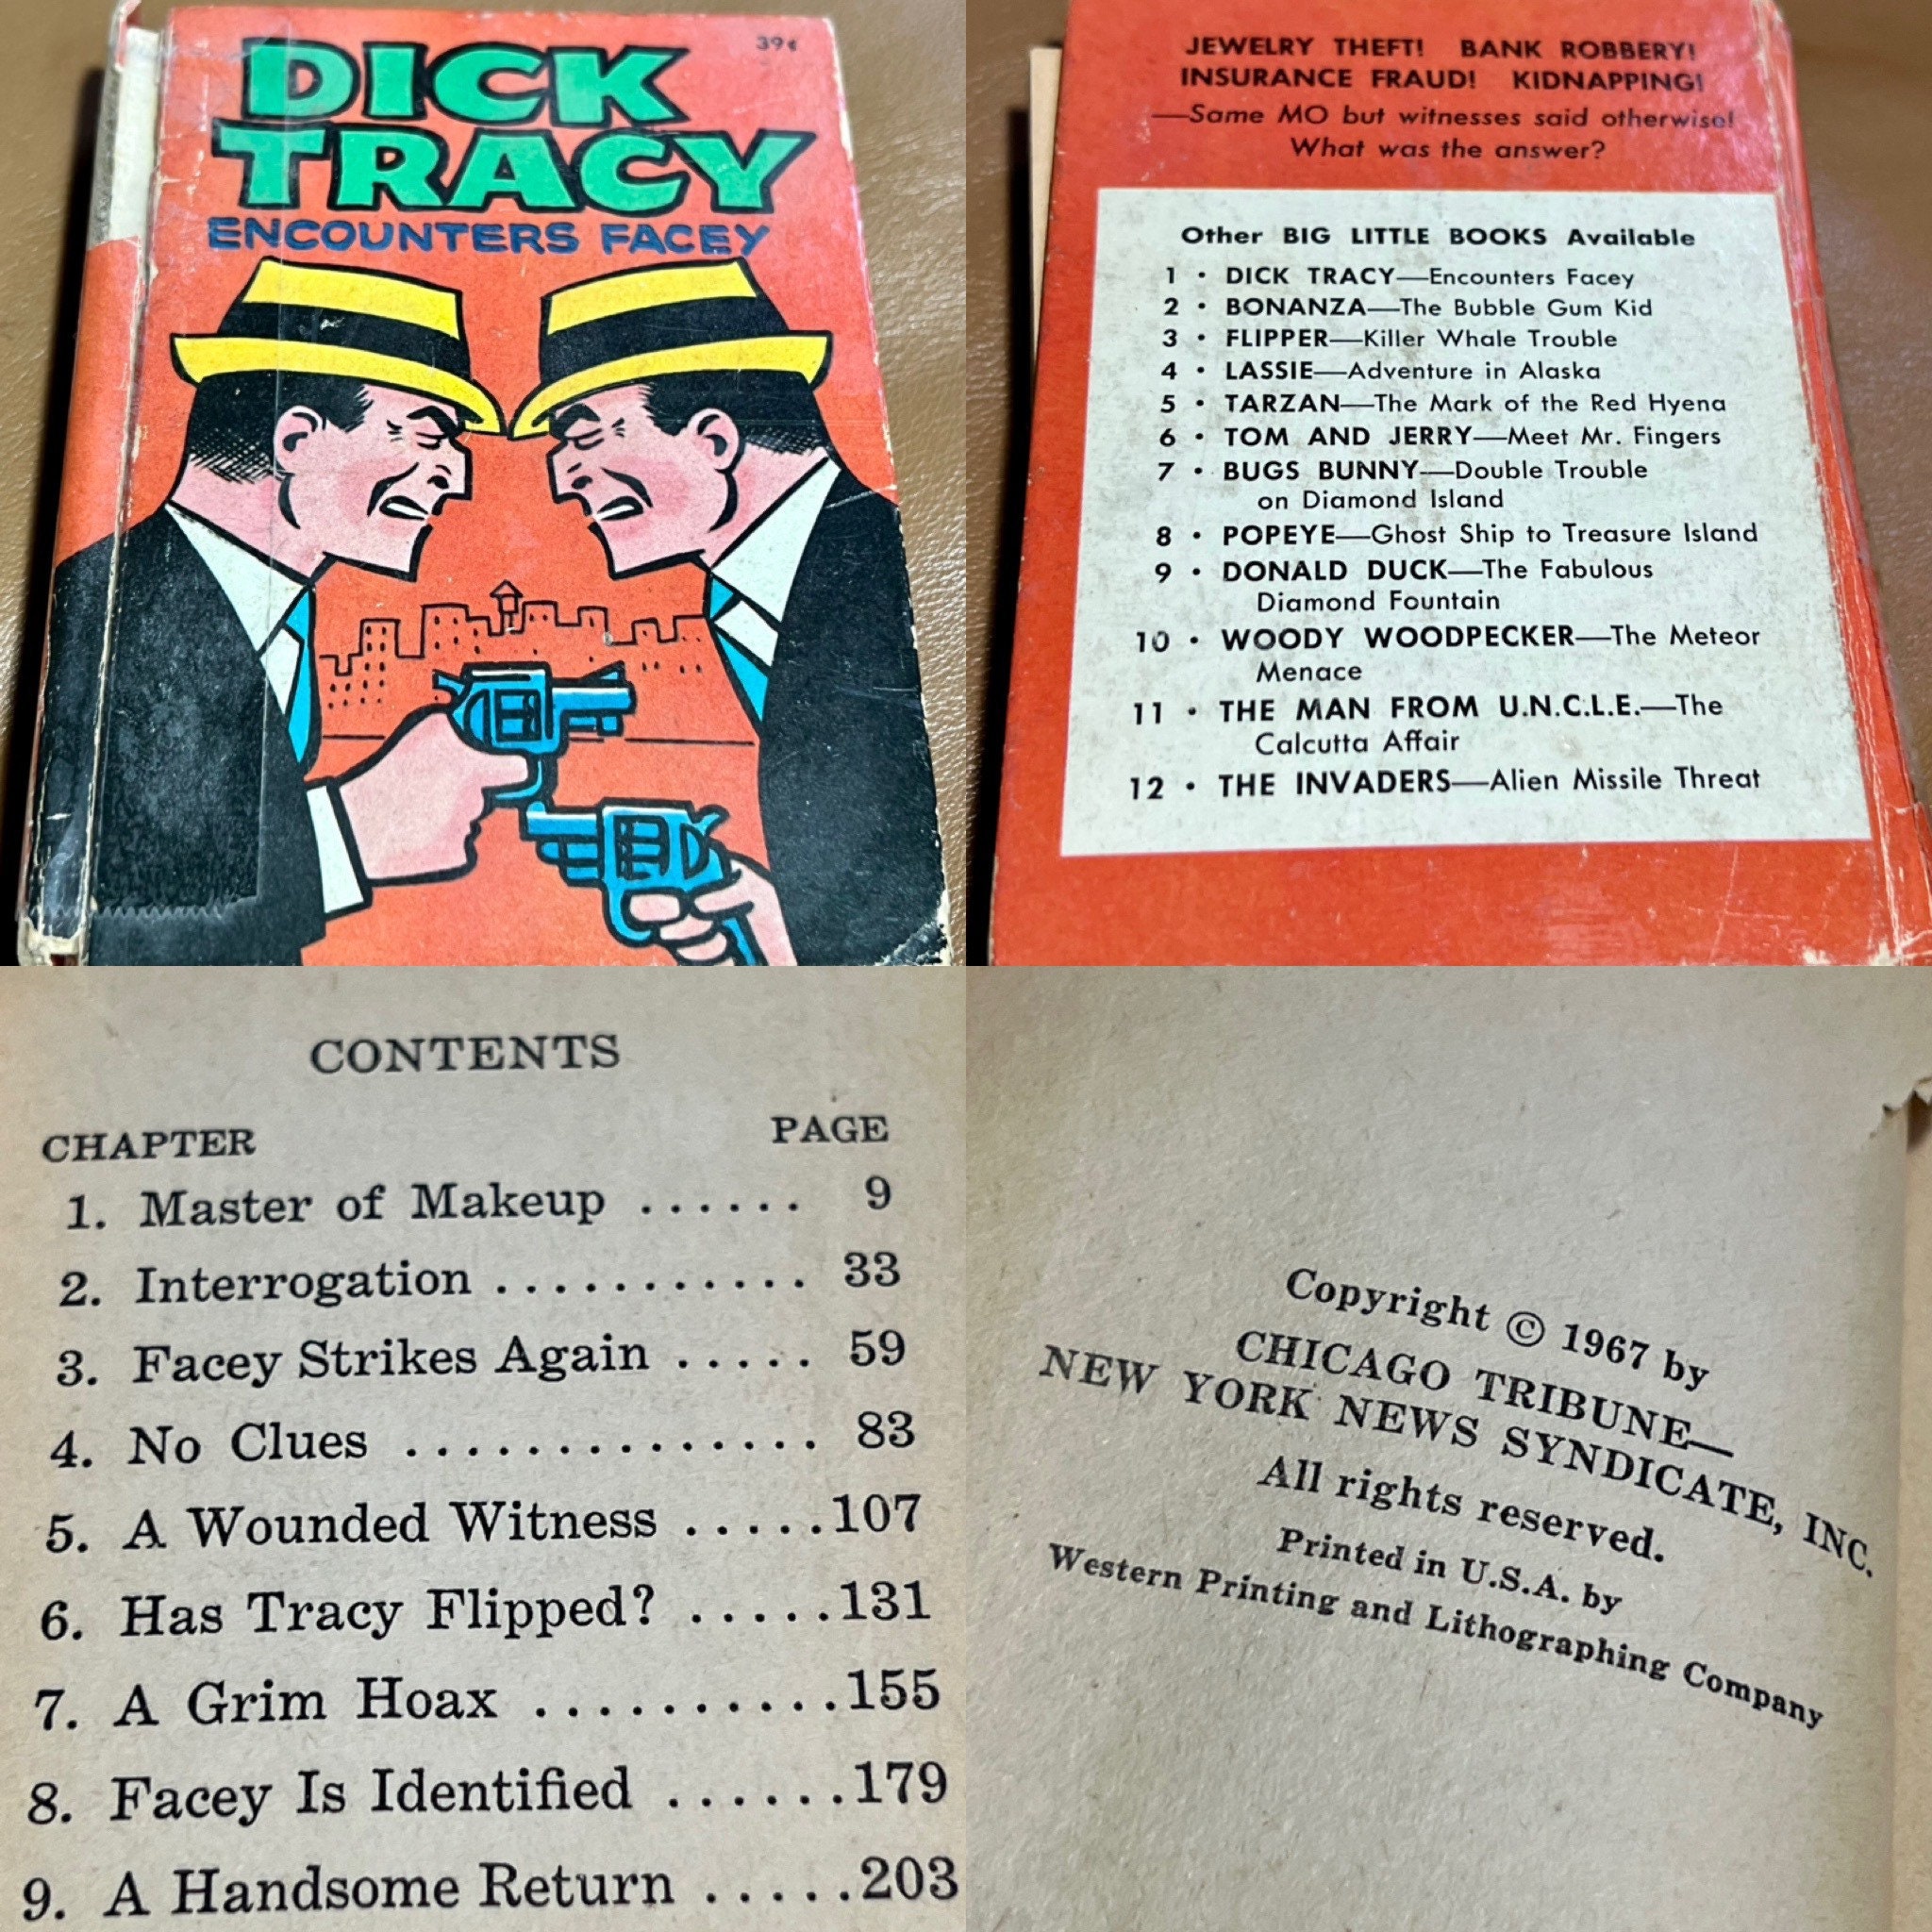 39¢
DICK
TRACY
ENCOUNTERS FACEY
JEWELRY THEFT! BANK ROBBERY!
INSURANCE FRAUD! KIDNAPPING!
—Same MO but witnesses said otherwise!
What was the answer?
Other BIG LITTLE BOOKS Available
1 • DICK TRACY—Encounters Facey
2 • BONANZA—The Bubble Gum Kid
3 • FLIPPER—Killer Whale Trouble
4 • LASSIE—Adventure in Alaska
5 • TARZAN—The Mark of the Red Hyena
6 • TOM AND JERRY—Meet Mr. Fingers
7 • BUGS BUNNY—Double Trouble
on Diamond Island
8 • POPEYE—Ghost Ship to Treasure Island
9 • DONALD DUCK—The Fabulous
Diamond Fountain
10 • WOODY WOODPECKER—The Meteor
Menace
11 • THE MAN FROM U.N.C.L.E.—The
Calcutta Affair
12 • THE INVADERS—Alien Missile Threat
CONTENTS
CHAPTER PAGE
1. Master of Makeup ...... 9
2. Interrogation ............ 33
3. Facey Strikes Again ..... 59
4. No Clues .............. 83
5. A Wounded Witness .....107
6. Has Tracy Flipped? .....131
7. A Grim Hoax ..........155
8. Facey Is Identified ......179
9. A Handsome Return .....203
Copyright © 1967 by
CHICAGO TRIBUNE—
NEW YORK NEWS SYNDICATE, INC.
All rights reserved.
Printed in U.S.A. by
Western Printing and Lithographing Company